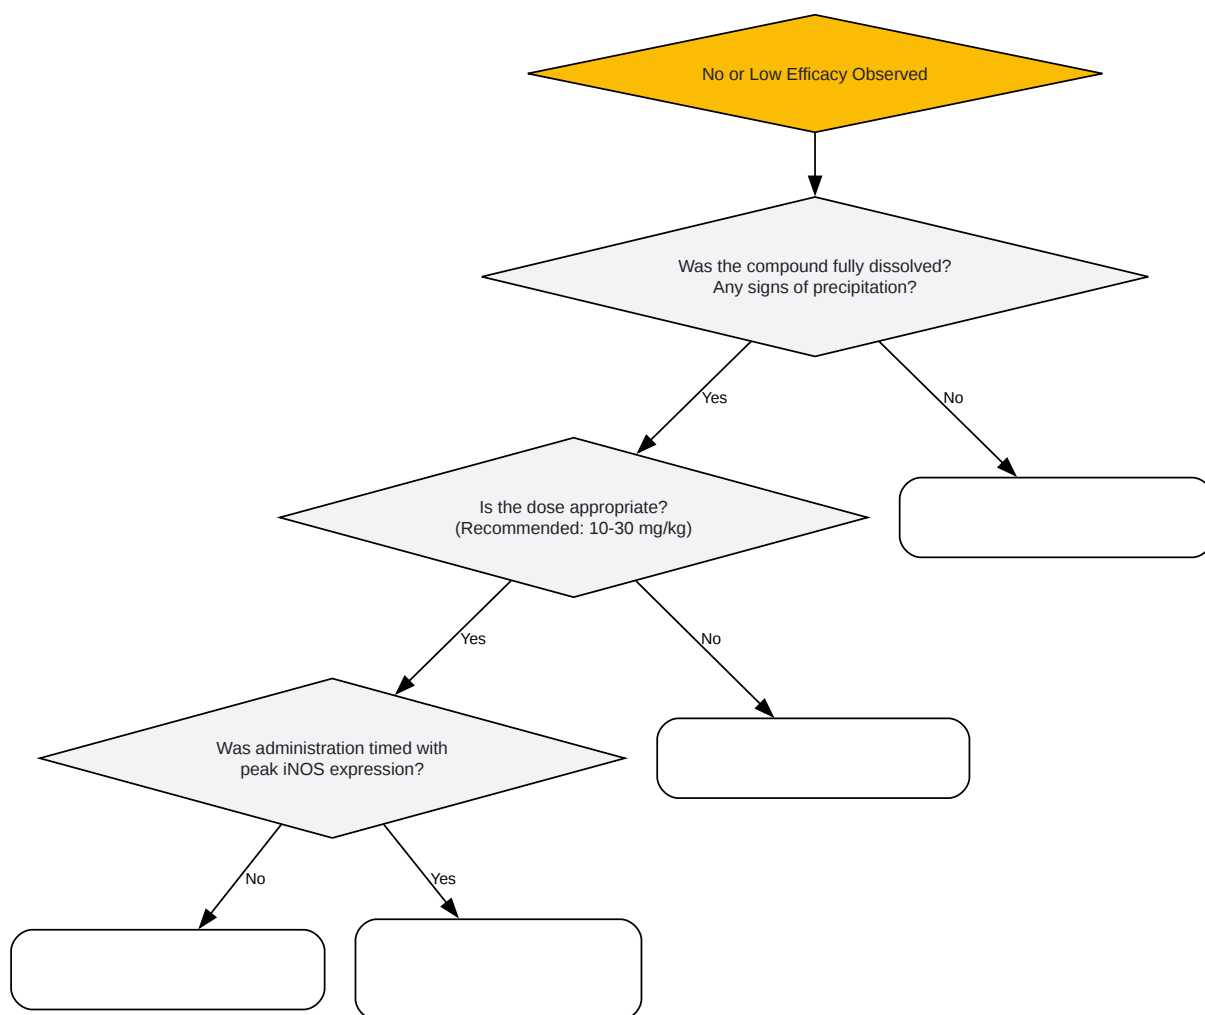 No or Low Efficacy Observed
Was the compound fully dissolved?
Any signs of precipitation?
Yes
No
Is the dose appropriate?
(Recommended: 10-30 mg/kg)
Yes
No
Was administration timed with
peak iNOS expression?
No
Yes